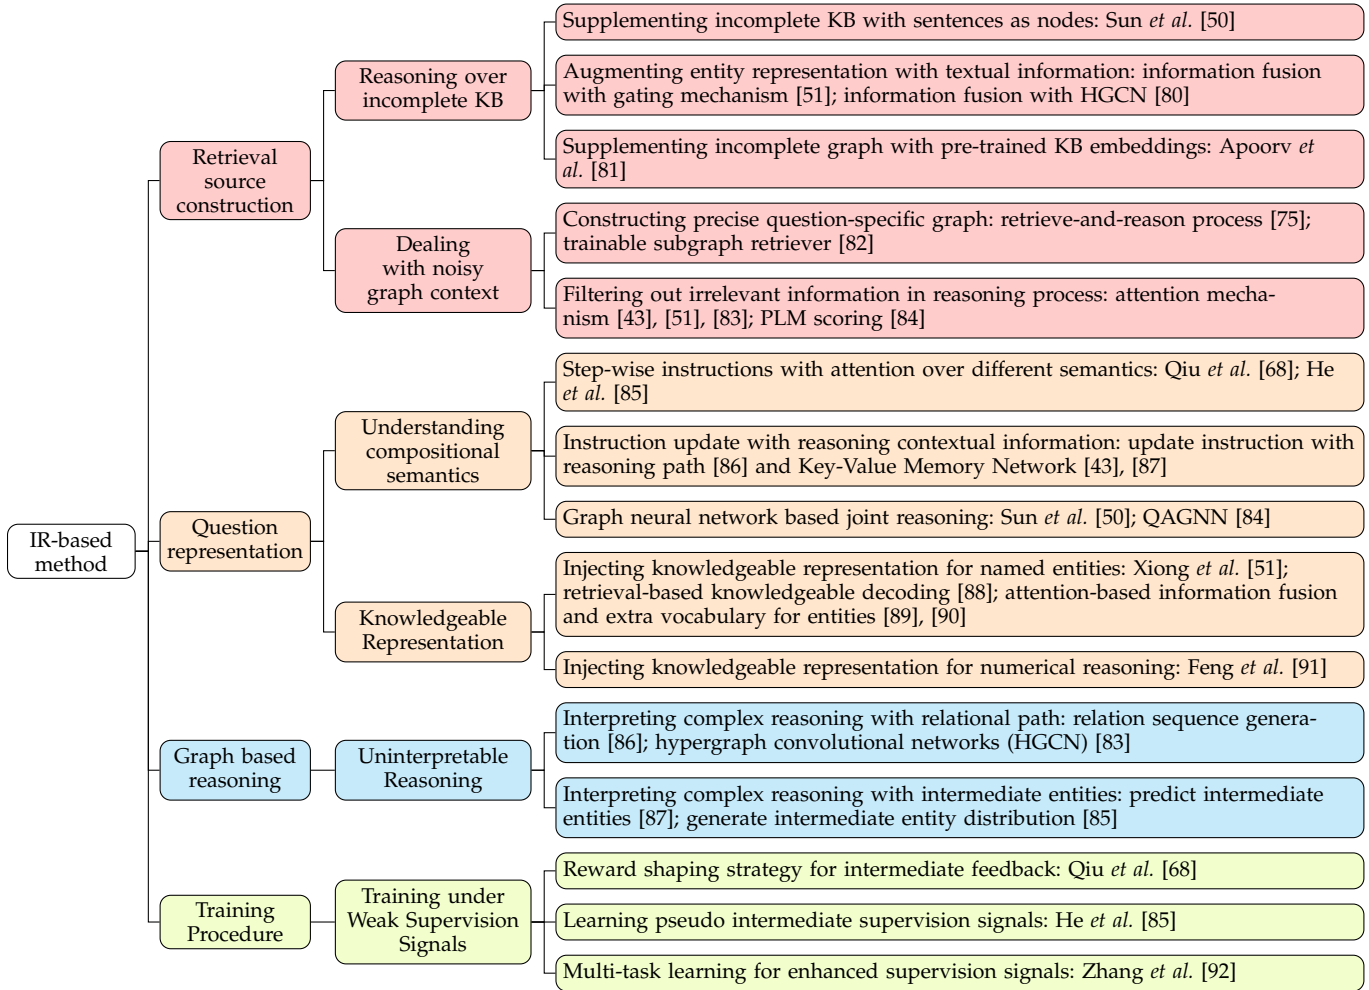 Supplementing incomplete KB with sentences as nodes: Sun et al. [50]
Reasoning over
incomplete KB
Augmenting entity representation with textual information: information fusion
with gating mechanism [51]; information fusion with HGCN [80]
Supplementing incomplete graph with pre-trained KB embeddings: Apoorv et
al. [81]
Retrieval
source
construction
Constructing precise question-specific graph: retrieve-and-reason process [75];
trainable subgraph retriever [82]
Dealing
with noisy
graph context
Filtering out irrelevant information in reasoning process: attention mecha-
nism [43], [51], [83]; PLM scoring [84]
Step-wise instructions with attention over different semantics: Qiu et al. [68]; He
et al. [85]
Understanding
compositional
semantics
Instruction update with reasoning contextual information: update instruction with
reasoning path [86] and Key-Value Memory Network [43], [87]
Graph neural network based joint reasoning: Sun et al. [50]; QAGNN [84]
IR-based
method
Question
representation
Injecting knowledgeable representation for named entities: Xiong et al. [51];
retrieval-based knowledgeable decoding [88]; attention-based information fusion
and extra vocabulary for entities [89], [90]
Knowledgeable
Representation
Injecting knowledgeable representation for numerical reasoning: Feng et al. [91]
Interpreting complex reasoning with relational path: relation sequence genera-
tion [86]; hypergraph convolutional networks (HGCN) [83]
Graph based
reasoning
Uninterpretable
Reasoning
Interpreting complex reasoning with intermediate entities: predict intermediate
entities [87]; generate intermediate entity distribution [85]
Reward shaping strategy for intermediate feedback: Qiu et al. [68]
Training
Procedure
Training under
Weak Supervision
Signals
Learning pseudo intermediate supervision signals: He et al. [85]
Multi-task learning for enhanced supervision signals: Zhang et al. [92]